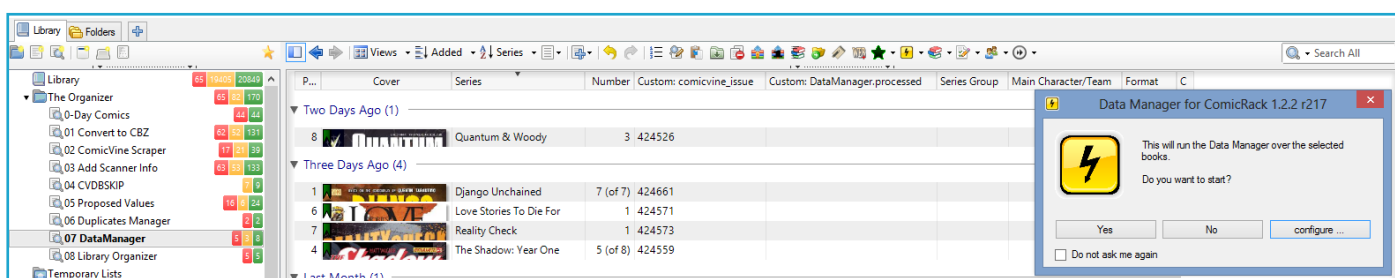 Library Folders
Views Added Series Search All
Library 65 19405 20849
The Organizer 65 22 170
0-Day Comics 44 44
01 Convert to CBZ 62 131
02 ComicVine Scraper 17 21 39
03 Add Scanner Info 63 53 133
04 CVDBSKIP 7 9
05 Proposed Values 16 6 24
06 Duplicates Manager 2 2
07 DataManager 5 3 8
08 Library Organizer 5 5
Temporary Lists
P... Cover Series Number Custom: comicvine_issue Custom: DataManager.processed Series Group Main Character/Team Format C
Two Days Ago (1)
8 QUANTUM Quantum & Woody 3 424526
Three Days Ago (4)
1 DJANGO Django Unchained 7 (of 7) 424661
6 LOVE Love Stories To Die For 1 424571
7 REALITY CHECK Reality Check 1 424573
4 Shadow The Shadow: Year One 5 (of 8) 424559
Last Month (1)
Data Manager for ComicRack 1.2.2 r217
This will run the Data Manager over the selected
books.
Do you want to start?
Yes No configure ...
Do not ask me again